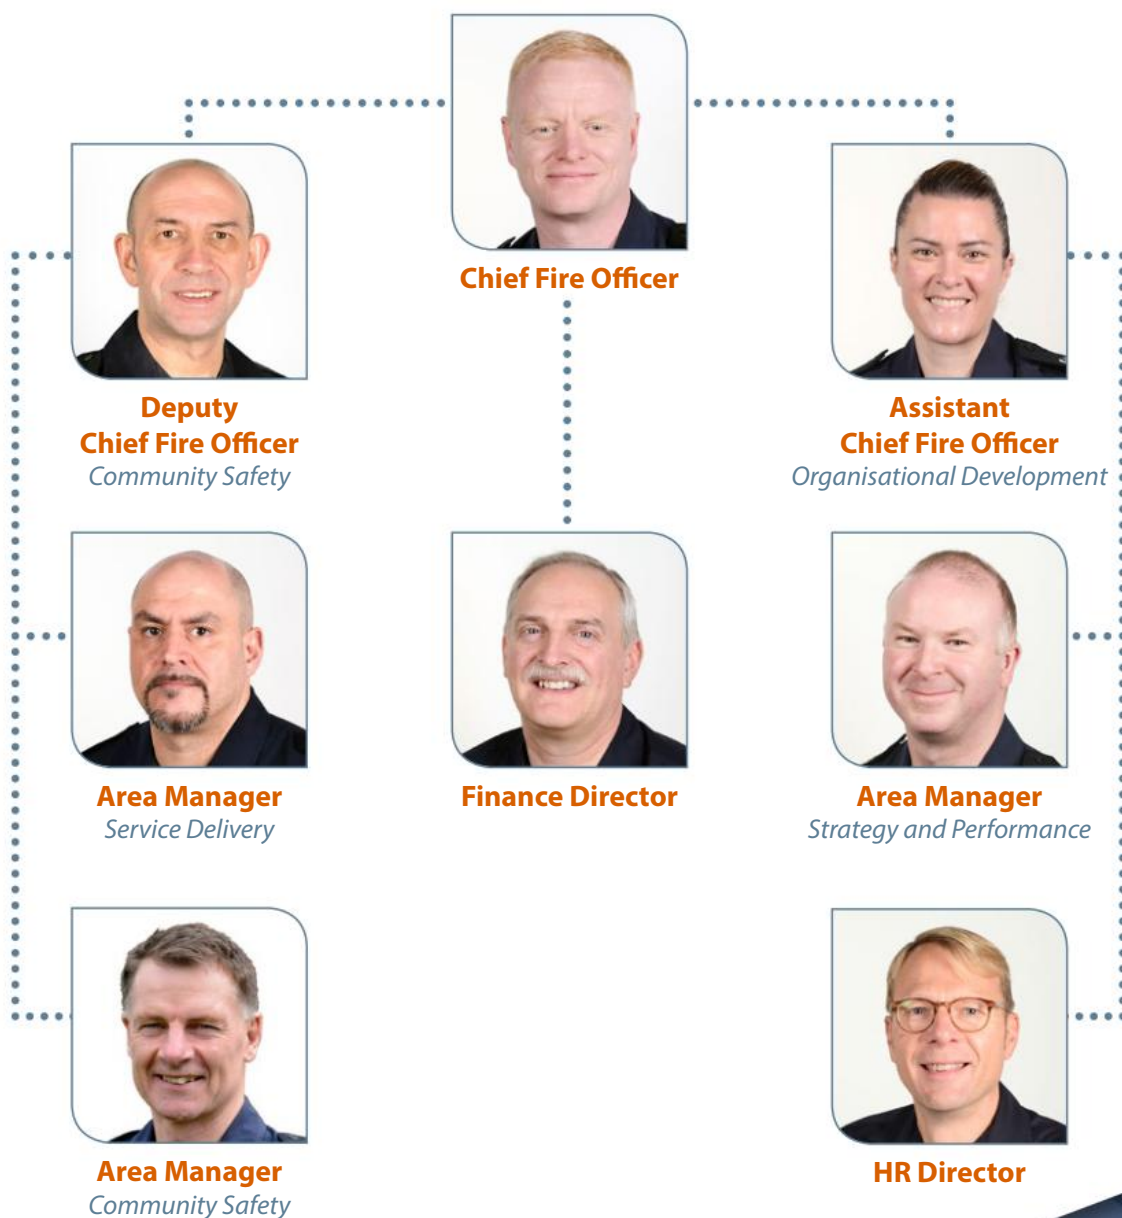 Chief Fire Officer
Deputy
Chief Fire Officer
Community Safety
Assistant
Chief Fire Officer
Organisational Development
Area Manager
Service Delivery
Finance Director
Area Manager
Strategy and Performance
Area Manager
Community Safety
HR Director